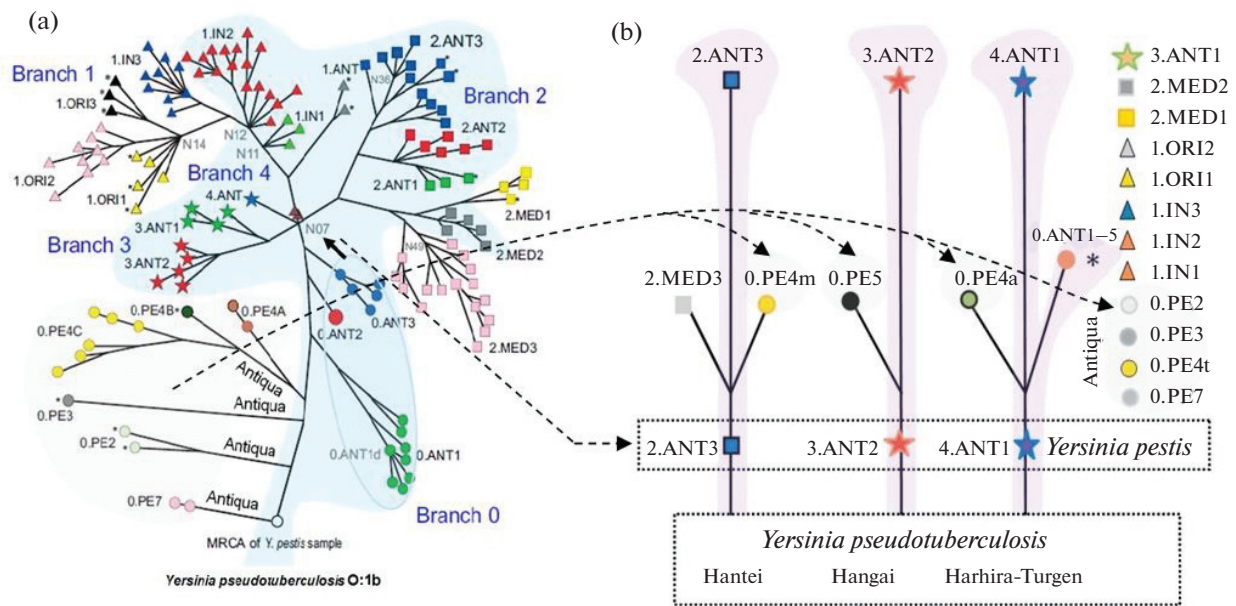 (a)
1.IN2
1.IN3
2.ANT3
1.ANT
N36
Branch 1
Branch 2
*
1.ORI3
1.IN1
N12
2.ANT2
N14
N11
Branch 4
1.ORI2
4.ANT
2.ANT1
1.ORI1
2.MED1
3.ANT1
N07
N49
2.MED2
Branch 3
3.ANT2
0.PE4B*
0.PE4A
0.ANT3
0.PE4C
0.ANT2
2.MED3
Antiqua
0.PE3
Antiqua
0.PE2
Antiqua
0.ANT1d
0.ANT1
0.PE7
Antiqua
Branch 0
MRCA of Y. pestis sample
Yersinia pseudotuberculosis O:1b
(b)
2.ANT3
3.ANT2
4.ANT1
0.ANT1–5
*
2.MED3
0.PE4m
0.PE5
0.PE4a
2.ANT3
3.ANT2
4.ANT1
Yersinia pestis
Yersinia pseudotuberculosis
Hantei
Hangai
Harhira-Turgen
3.ANT1
2.MED2
2.MED1
1.ORI2
1.ORI1
1.IN3
1.IN2
1.IN1
Antiqua
0.PE2
0.PE3
0.PE4t
0.PE7